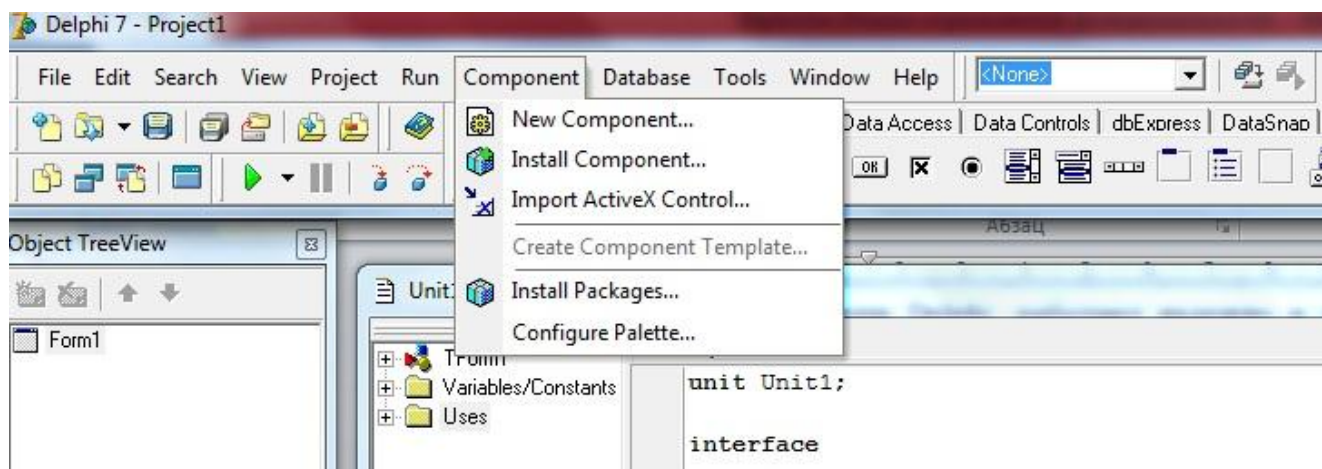 Delphi 7 - Project1
File Edit Search View Project Run Component Database Tools Window Help <None>
New Component...
Install Component...
Import ActiveX Control...
Create Component Template...
Install Packages...
Configure Palette...
Data Access Data Controls dbExpress DataSnap
OK
Абзац
Object TreeView
Form1
Unit1
TForm1
Variables/Constants
Uses
unit Unit1;
interface